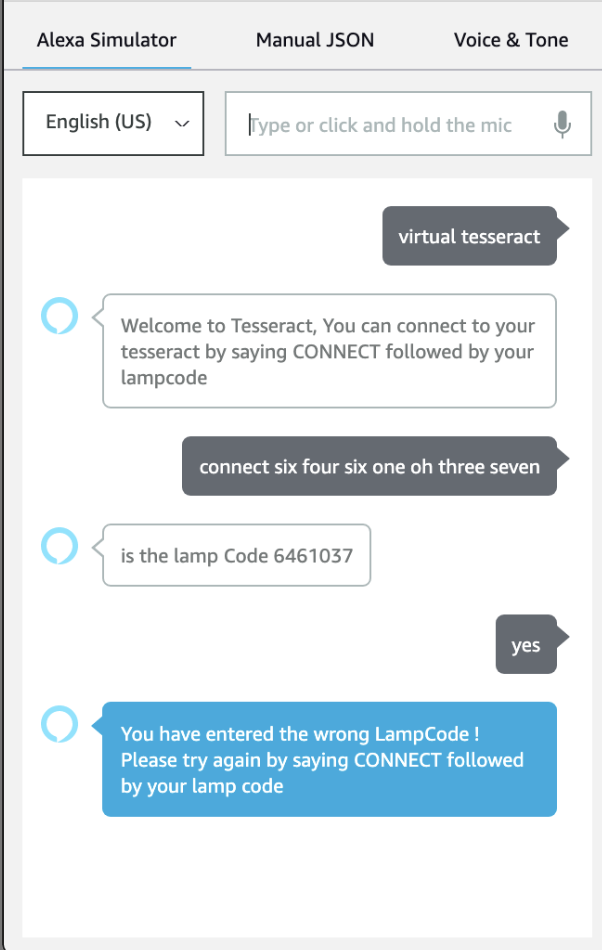 Alexa Simulator
Manual JSON
Voice & Tone
English (US)
Type or click and hold the mic
virtual tesseract
Welcome to Tesseract, You can connect to your
tesseract by saying CONNECT followed by your
lampcode
connect six four six one oh three seven
is the lamp Code 6461037
yes
You have entered the wrong LampCode !
Please try again by saying CONNECT followed
by your lamp code